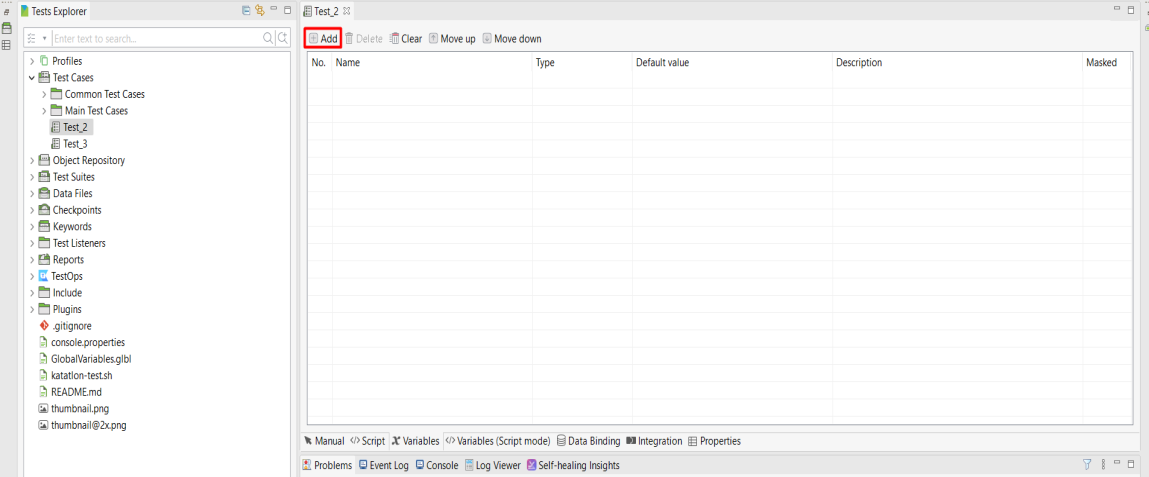 Tests Explorer
Enter text to search...
Profiles
Test Cases
Common Test Cases
Main Test Cases
Test_2
Test_3
Object Repository
Test Suites
Data Files
Checkpoints
Keywords
Test Listeners
Reports
TestOps
Include
Plugins
.gitignore
console.properties
GlobalVariables.glbl
katatlon-test.sh
README.md
thumbnail.png
thumbnail@2x.png
Test_2
Add Delete Clear Move up Move down
No. Name Type Default value Description Masked
Manual Script Variables Variables (Script mode) Data Binding Integration Properties
Problems Event Log Console Log Viewer Self-healing Insights